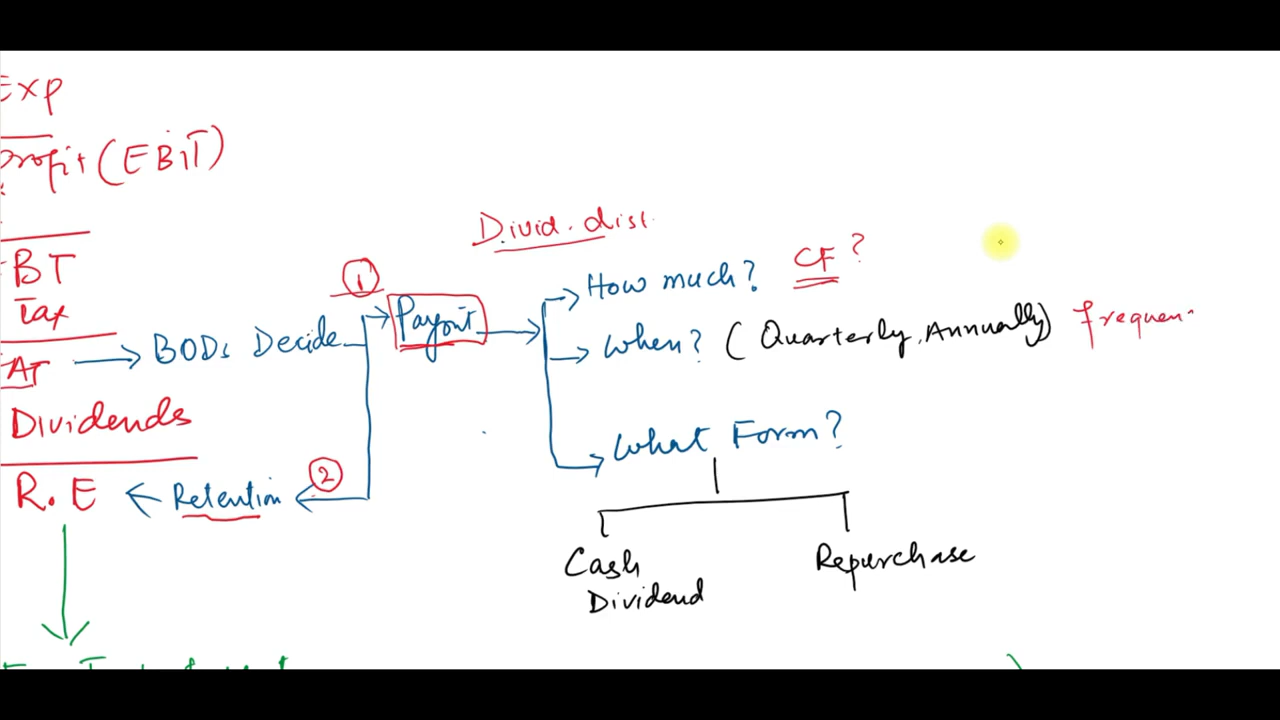 Exp
Profit (EBIT)
Divid. dist.
BT
①
How much? CF?
Tax
Payout
When? (Quarterly, Annually) frequen
BODs Decide
AT
Dividends
What Form?
②
R.E ← Retention
Cash
Dividend
Repurchase